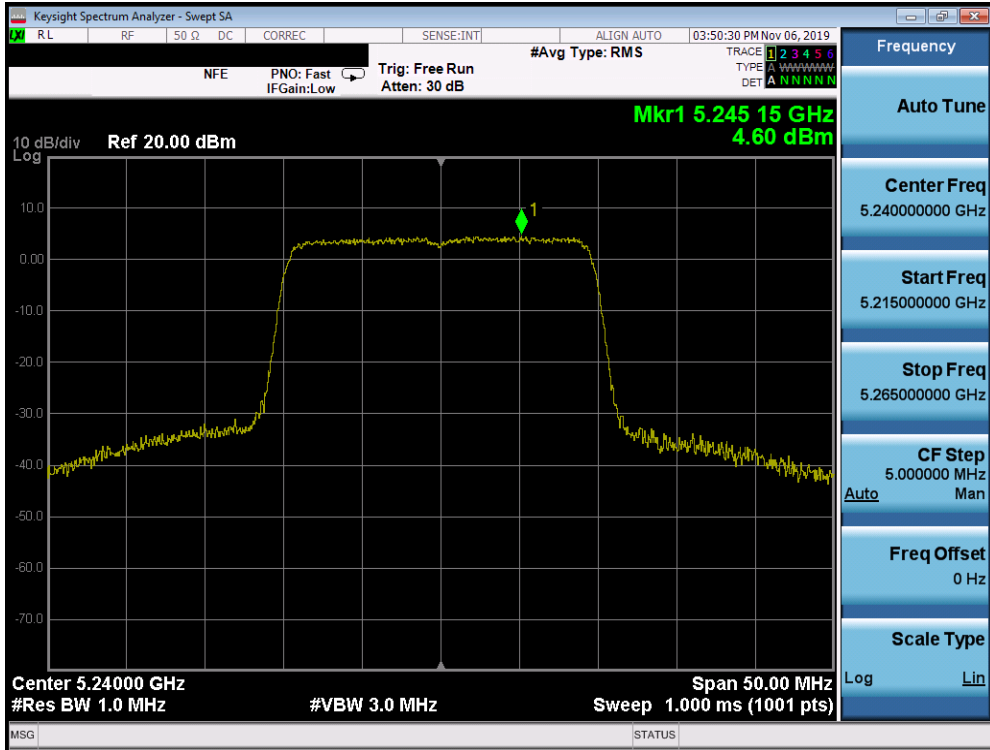 Keysight Spectrum Analyzer - Swept SA
LXI RL RF 50 Ω DC CORREC SENSE:INT ALIGN AUTO 03:50:30 PM Nov 06, 2019
NFE PNO: Fast Trig: Free Run #Avg Type: RMS TRACE 1 2 3 4 5 6
IFGain:Low Atten: 30 dB TYPE A WWWWW
DET A N N N N N
Mkr1 5.245 15 GHz
4.60 dBm
10 dB/div Ref 20.00 dBm
Log
1
10.0
0.00
-10.0
-20.0
-30.0
-40.0
-50.0
-60.0
-70.0
Center 5.24000 GHz Span 50.00 MHz
#Res BW 1.0 MHz #VBW 3.0 MHz Sweep 1.000 ms (1001 pts)
MSG STATUS
Frequency
Auto Tune
Center Freq
5.240000000 GHz
Start Freq
5.215000000 GHz
Stop Freq
5.265000000 GHz
CF Step
5.000000 MHz
Auto Man
Freq Offset
0 Hz
Scale Type
Log Lin